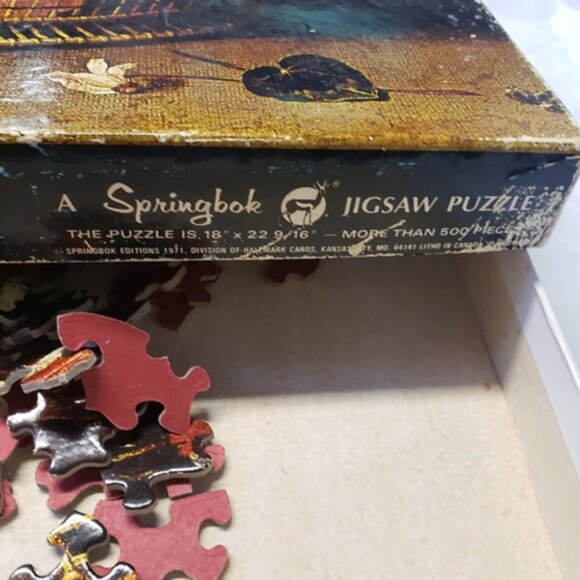 A Springbok ® JIGSAW PUZZLE
THE PUZZLE IS 18" x 22 9/16" — MORE THAN 500 PIECES
SPRINGBOK EDITIONS 1971, DIVISION OF HALLMARK CARDS, KANSAS CITY, MO. 64141 LITHO IN CANADA